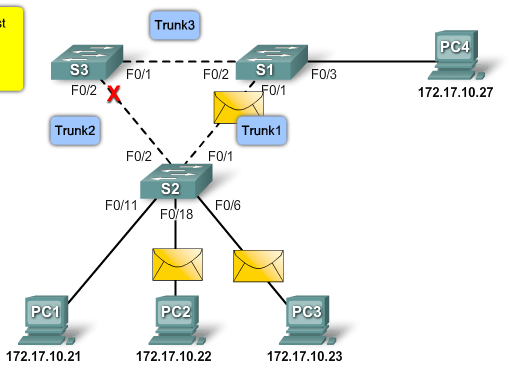 st
Trunk3
S3
F0/1
F0/2
S1
F0/3
PC4
F0/2
F0/1
172.17.10.27
Trunk2
Trunk1
F0/2
F0/1
S2
F0/11
F0/18
F0/6
PC1
PC2
PC3
172.17.10.21
172.17.10.22
172.17.10.23